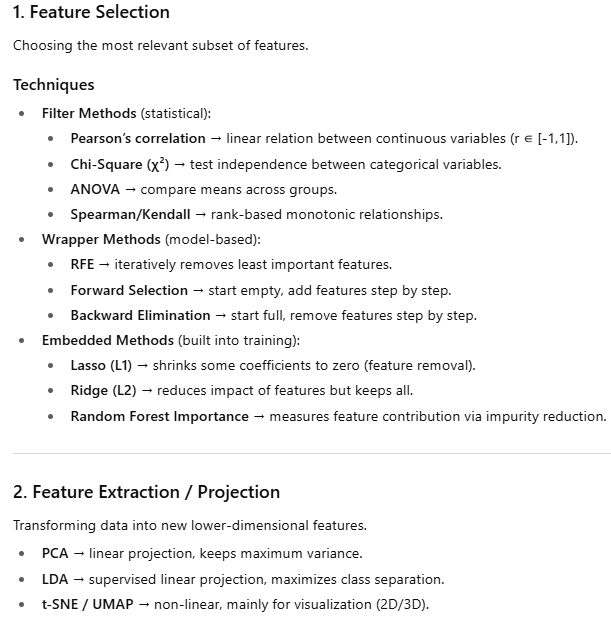 1. Feature Selection
Choosing the most relevant subset of features.
Techniques
• Filter Methods (statistical):
• Pearson’s correlation → linear relation between continuous variables (r ∈ [-1,1]).
• Chi-Square (χ²) → test independence between categorical variables.
• ANOVA → compare means across groups.
• Spearman/Kendall → rank-based monotonic relationships.
• Wrapper Methods (model-based):
• RFE → iteratively removes least important features.
• Forward Selection → start empty, add features step by step.
• Backward Elimination → start full, remove features step by step.
• Embedded Methods (built into training):
• Lasso (L1) → shrinks some coefficients to zero (feature removal).
• Ridge (L2) → reduces impact of features but keeps all.
• Random Forest Importance → measures feature contribution via impurity reduction.
2. Feature Extraction / Projection
Transforming data into new lower-dimensional features.
• PCA → linear projection, keeps maximum variance.
• LDA → supervised linear projection, maximizes class separation.
• t-SNE / UMAP → non-linear, mainly for visualization (2D/3D).